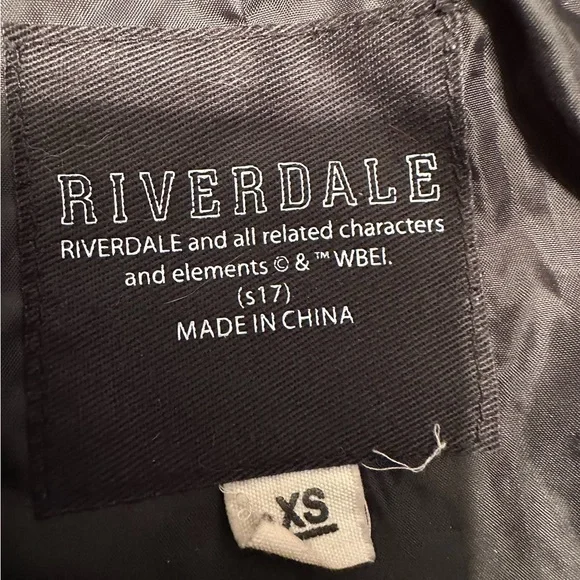 RIVERDALE
RIVERDALE and all related characters
and elements © & ™ WBEI.
(s17)
MADE IN CHINA
XS